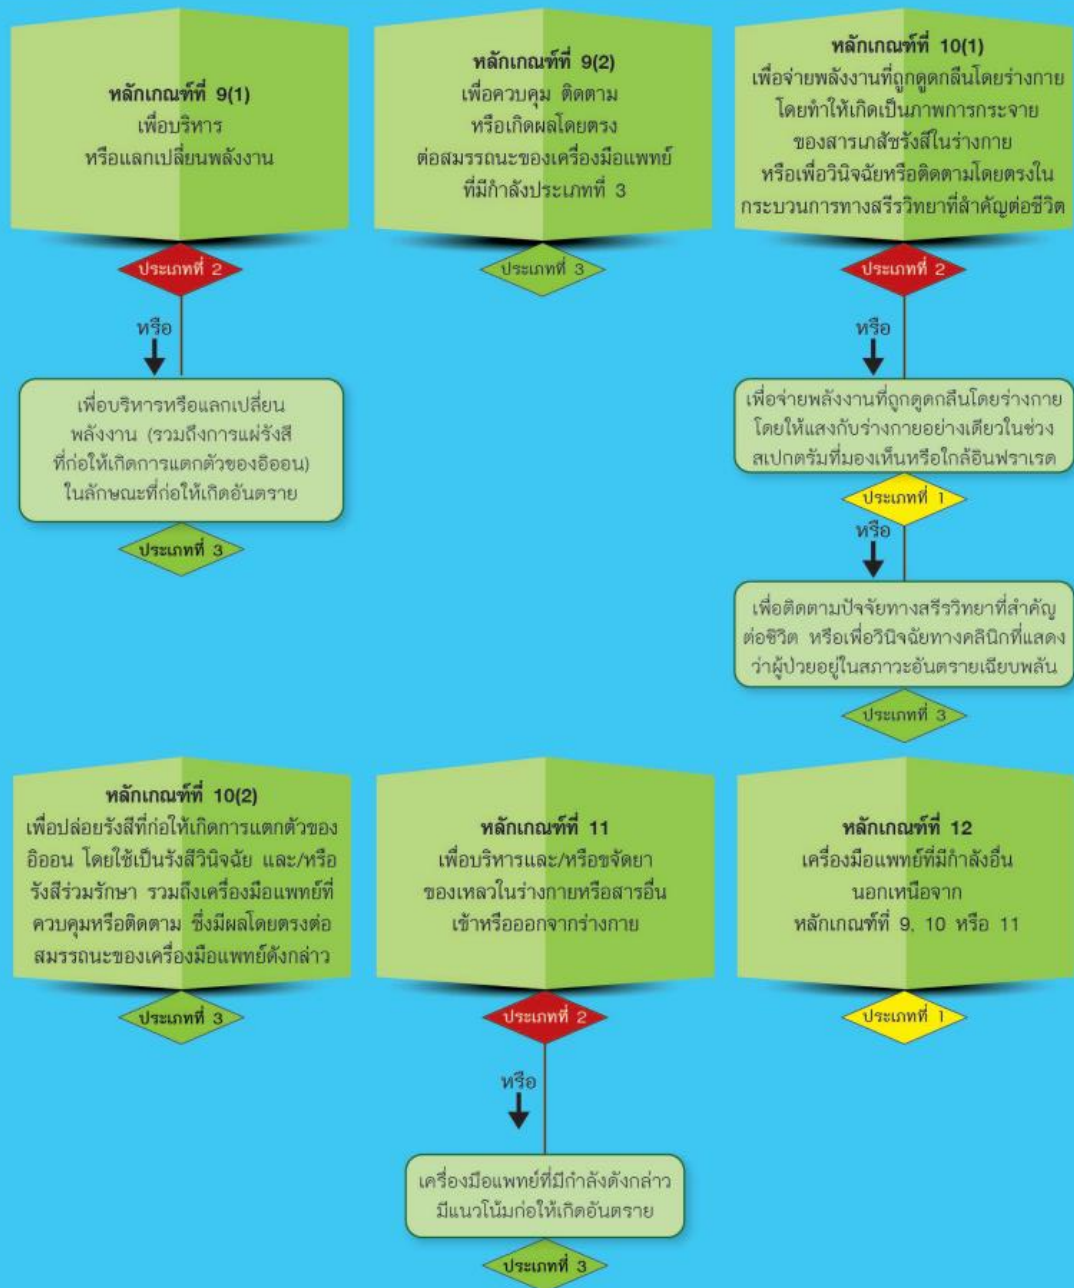 หลักเกณฑ์ที่ 9(1)
เพื่อบริหาร
หรือแลกเปลี่ยนพลังงาน
ประเภทที่ 2
หรือ
เพื่อบริหารหรือแลกเปลี่ยน
พลังงาน (รวมถึงการแผ่รังสี
ที่ก่อให้เกิดการแตกตัวของอิออน)
ในลักษณะที่ก่อให้เกิดอันตราย
ประเภทที่ 3
หลักเกณฑ์ที่ 9(2)
เพื่อควบคุม ติดตาม
หรือเกิดผลโดยตรง
ต่อสมรรถนะของเครื่องมือแพทย์
ที่มีกำลังประเภทที่ 3
ประเภทที่ 3
หลักเกณฑ์ที่ 10(1)
เพื่อจ่ายพลังงานที่ถูกดูดกลืนโดยร่างกาย
โดยทำให้เกิดเป็นภาพการกระจาย
ของสารเภสัชรังสีในร่างกาย
หรือเพื่อวินิจฉัยหรือติดตามโดยตรงใน
กระบวนการทางสรีรวิทยาที่สำคัญต่อชีวิต
ประเภทที่ 2
หรือ
เพื่อจ่ายพลังงานที่ถูกดูดกลืนโดยร่างกาย
โดยให้แสงกับร่างกายอย่างเดียวในช่วง
สเปกตรัมที่มองเห็นหรือใกล้อินฟราเรด
ประเภทที่ 1
หรือ
เพื่อติดตามปัจจัยทางสรีรวิทยาที่สำคัญ
ต่อชีวิต หรือเพื่อวินิจฉัยทางคลินิกที่แสดง
ว่าผู้ป่วยอยู่ในสภาวะอันตรายเฉียบพลัน
ประเภทที่ 3
หลักเกณฑ์ที่ 10(2)
เพื่อปล่อยรังสีที่ก่อให้เกิดการแตกตัวของ
อิออน โดยใช้เป็นรังสีวินิจฉัย และ/หรือ
รังสีร่วมรักษา รวมถึงเครื่องมือแพทย์ที่
ควบคุมหรือติดตาม ซึ่งมีผลโดยตรงต่อ
สมรรถนะของเครื่องมือแพทย์ดังกล่าว
ประเภทที่ 3
หลักเกณฑ์ที่ 11
เพื่อบริหารและ/หรือขจัดยา
ของเหลวในร่างกายหรือสารอื่น
เข้าหรือออกจากร่างกาย
ประเภทที่ 2
หรือ
เครื่องมือแพทย์ที่มีกำลังดังกล่าว
มีแนวโน้มก่อให้เกิดอันตราย
ประเภทที่ 3
หลักเกณฑ์ที่ 12
เครื่องมือแพทย์ที่มีกำลังอื่น
นอกเหนือจาก
หลักเกณฑ์ที่ 9, 10 หรือ 11
ประเภทที่ 1